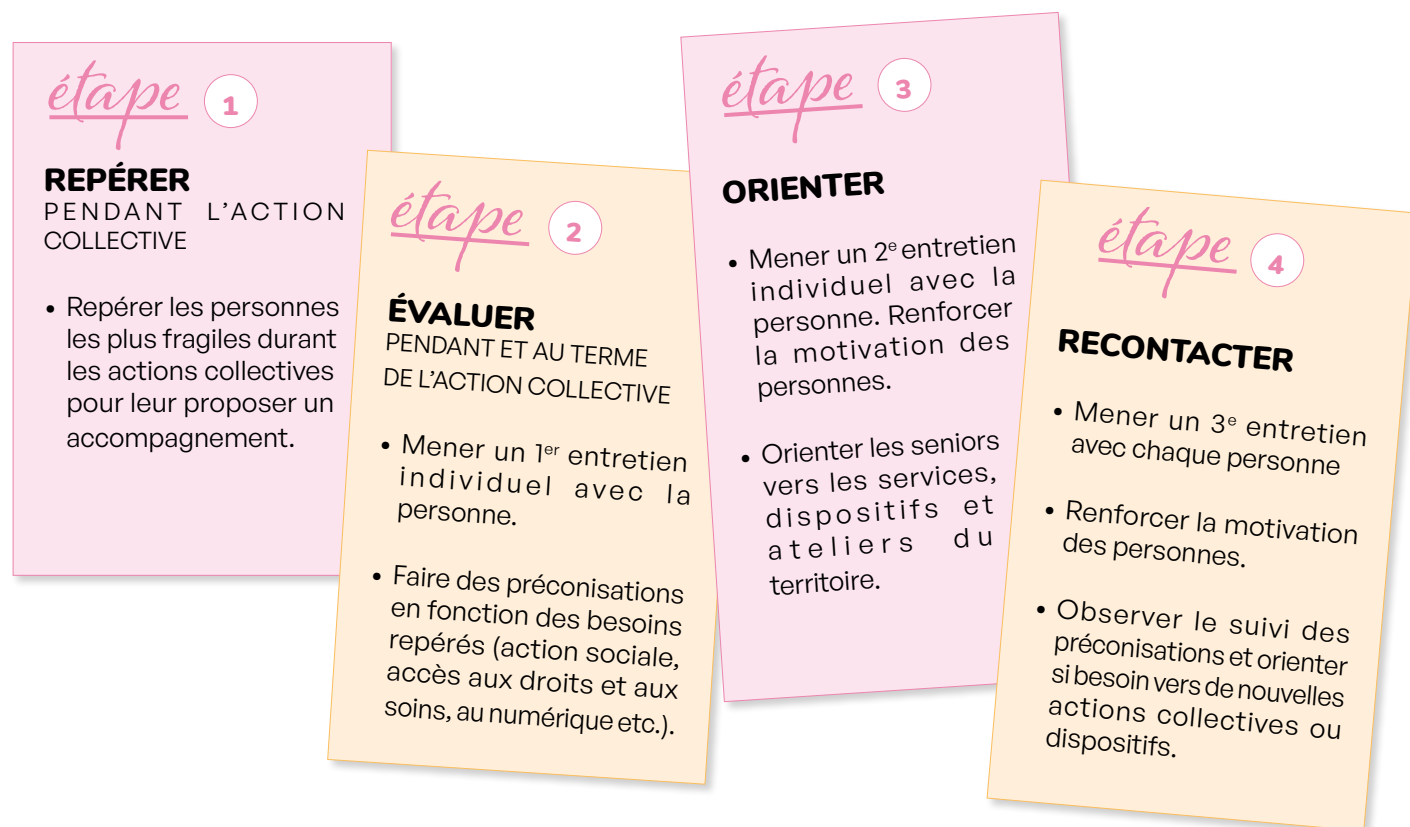 étape 1
REPÉRER
PENDANT L’ACTION
COLLECTIVE
• Repérer les personnes
les plus fragiles durant
les actions collectives
pour leur proposer un
accompagnement.
étape 2
ÉVALUER
PENDANT ET AU TERME
DE L’ACTION COLLECTIVE
• Mener un 1er entretien
individuel avec la
personne.
• Faire des préconisations
en fonction des besoins
repérés (action sociale,
accès aux droits et aux
soins, au numérique etc.).
étape 3
ORIENTER
• Mener un 2e entretien
individuel avec la
personne. Renforcer
la motivation des
personnes.
• Orienter les seniors
vers les services,
dispositifs et
ateliers du
territoire.
étape 4
RECONTACTER
• Mener un 3e entretien
avec chaque personne
• Renforcer la motivation
des personnes.
• Observer le suivi des
préconisations et orienter
si besoin vers de nouvelles
actions collectives ou
dispositifs.